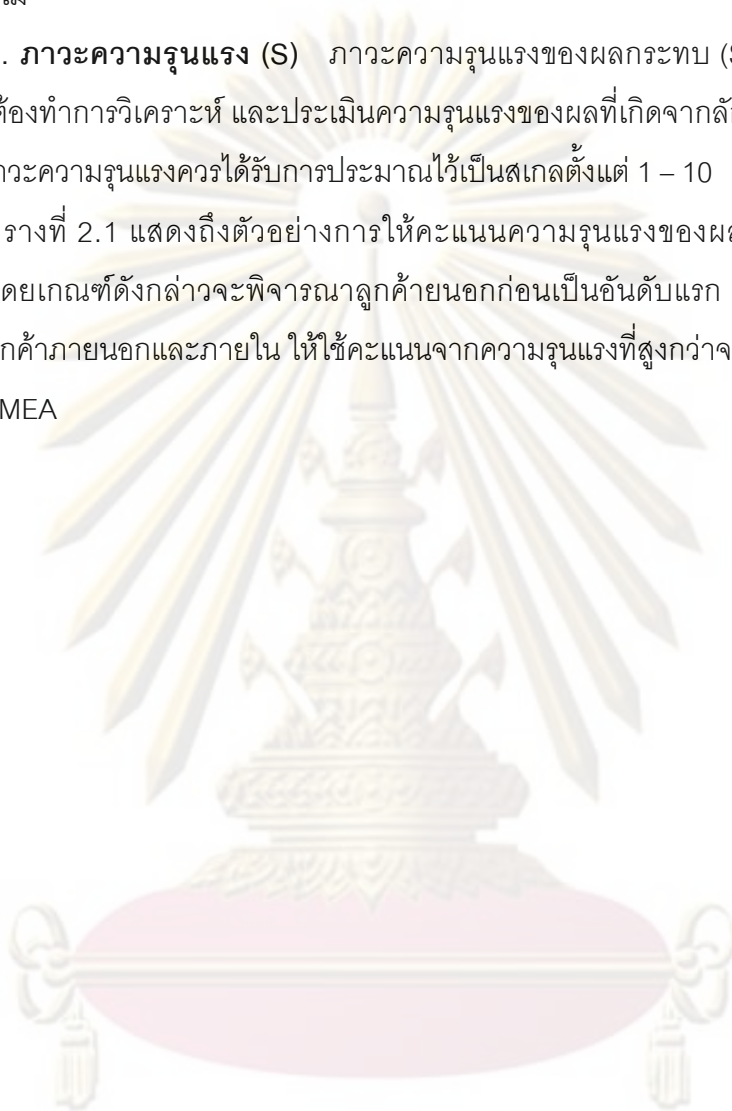 . ภาวะความรุนแรง (S) ภาวะความรุนแรงของผลกระทบ (S
ต้องทำการวิเคราะห์ และประเมินความรุนแรงของผลที่เกิดจากลั
าวะความรุนแรงควรได้รับการประมาณไว้เป็นสเกลตั้งแต่ 1 – 10
รางที่ 2.1 แสดงถึงตัวอย่างการให้คะแนนความรุนแรงของผล
ดยเกณฑ์ดังกล่าวจะพิจารณาลูกค้ายนอกก่อนเป็นอันดับแรก
ูกค้าภายนอกและภายใน ให้ใช้คะแนนจากความรุนแรงที่สูงกว่าจ
MEA